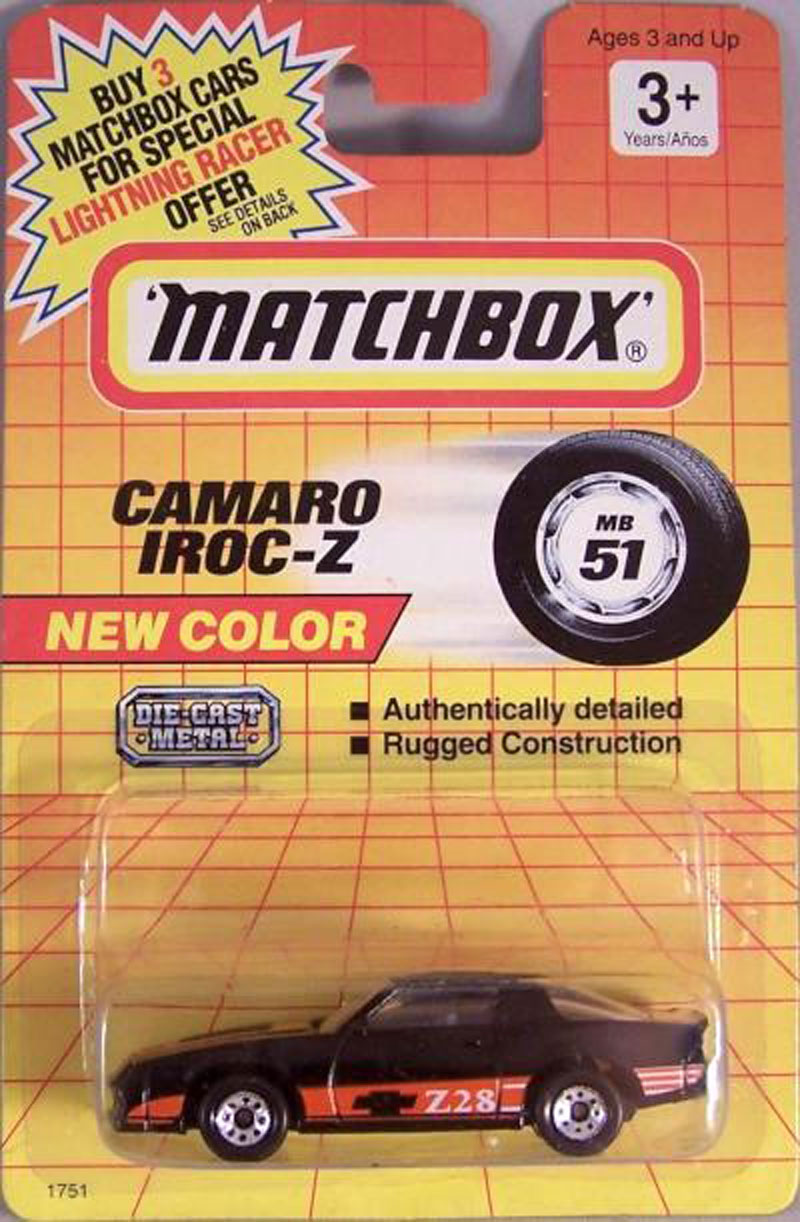 BUY 3
MATCHBOX CARS
FOR SPECIAL
LIGHTNING RACER
OFFER
SEE DETAILS
ON BACK
Ages 3 and Up
3+
Years/Años
'MATCHBOX'®
CAMARO
IROC-Z
MB
51
NEW COLOR
DIE-CAST
METAL
■ Authentically detailed
■ Rugged Construction
Z28
1751